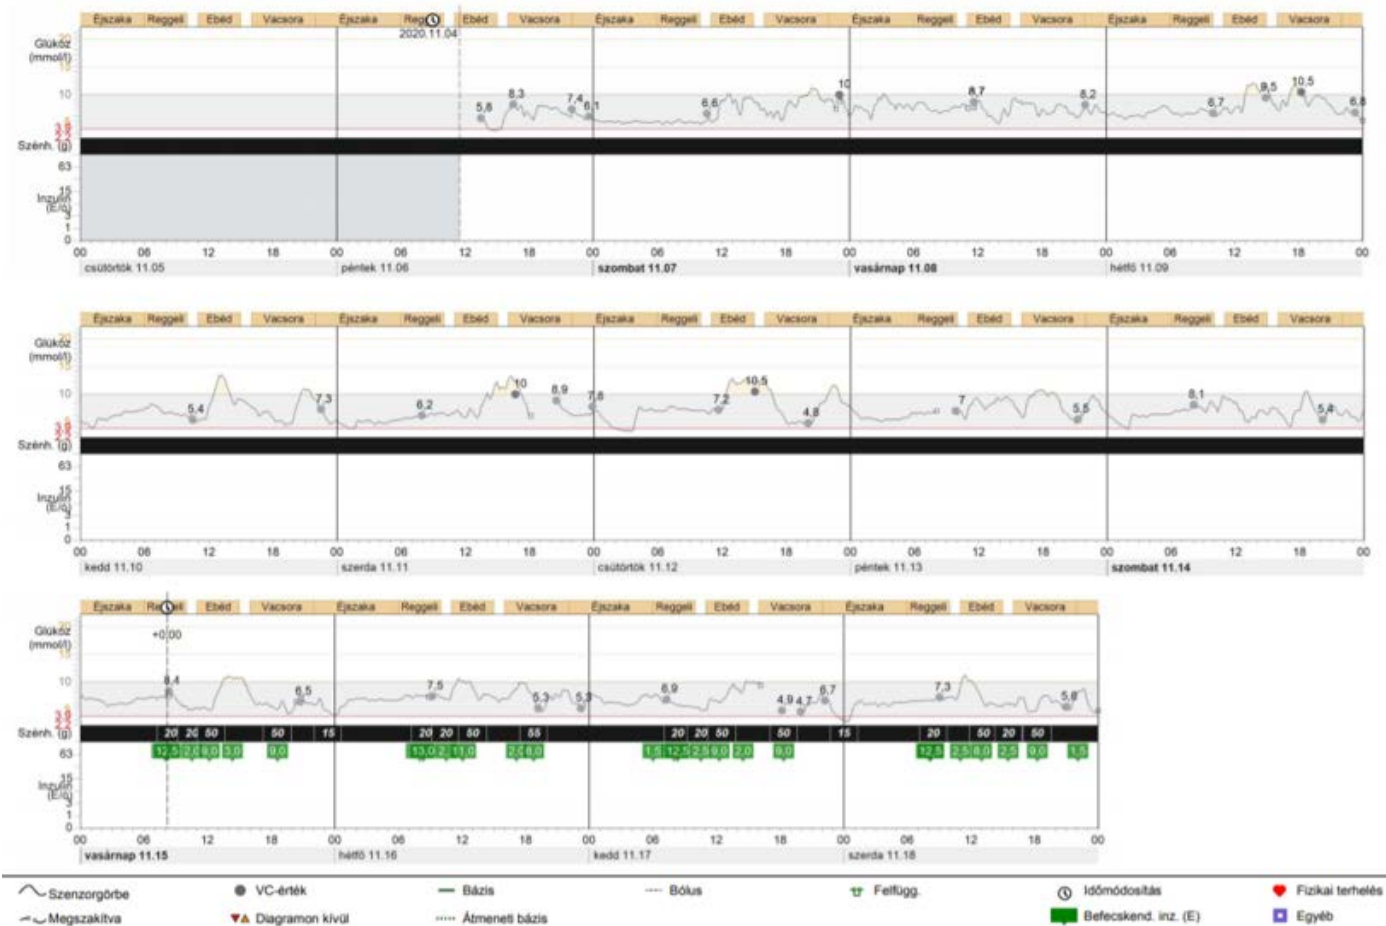 Éjszaka Reggeli Ebéd Vacsora Éjszaka Ebéd Vacsora Éjszaka Reggeli Ebéd Vacsora Éjszaka Reggeli Ebéd Vacsora Éjszaka Reggeli Ebéd Vacsora
2020.11.04
Glükóz
(mmol/l)
20
15
10
5,8 8,3 7,4 6,1 6,6 10 8,7 8,2 6,7 9,5 10,5 6,8
Szénh. (g)
63
15
Inzulin
(E/ó)
1
0
00 06 12 18 00 06 12 18 00 06 12 18 00 06 12 18 00 06 12 18 00
csütörtök 11.05 péntek 11.06 szombat 11.07 vasárnap 11.08 hétfő 11.09
Éjszaka Reggeli Ebéd Vacsora Éjszaka Reggeli Ebéd Vacsora Éjszaka Reggeli Ebéd Vacsora Éjszaka Reggeli Ebéd Vacsora Éjszaka Reggeli Ebéd Vacsora
Glükóz
(mmol/l)
20
15
10
5,4 7,3 6,2 10 8,9 7,8 7,2 10,5 4,8 7 5,5 8,1 5,4
Szénh. (g)
63
15
Inzulin
(E/ó)
1
0
00 06 12 18 00 06 12 18 00 06 12 18 00 06 12 18 00 06 12 18 00
kedd 11.10 szerda 11.11 csütörtök 11.12 péntek 11.13 szombat 11.14
Éjszaka Ebéd Vacsora Éjszaka Reggeli Ebéd Vacsora Éjszaka Reggeli Ebéd Vacsora Éjszaka Reggeli Ebéd Vacsora
+0:00
Glükóz
(mmol/l)
20
15
10
8,4 6,5 7,5 5,3 5,3 6,9 4,9 4,7 6,7 7,3 5,8
Szénh. (g) 20 20 50 50 15 20 20 50 55 20 20 50 50 15 20 50 20 50
63 12,5 2,0 9,0 3,0 9,0 13,0 2, 11,0 2,0 8,0 1,5 12,5 2,5 9,0 2,0 9,0 12,5 2,5 8,0 2,5 9,0 1,5
15
Inzulin
(E/ó)
1
0
00 06 12 18 00 06 12 18 00 06 12 18 00 06 12 18 00
vasárnap 11.15 hétfő 11.16 kedd 11.17 szerda 11.18
Szenzorgörbe VC-érték Bázis Bólus Felfügg. Időmódosítás Fizikai terhelés
Megszakítva Diagramon kívül Átmeneti bázis Befecskend. inz. (E) Egyéb